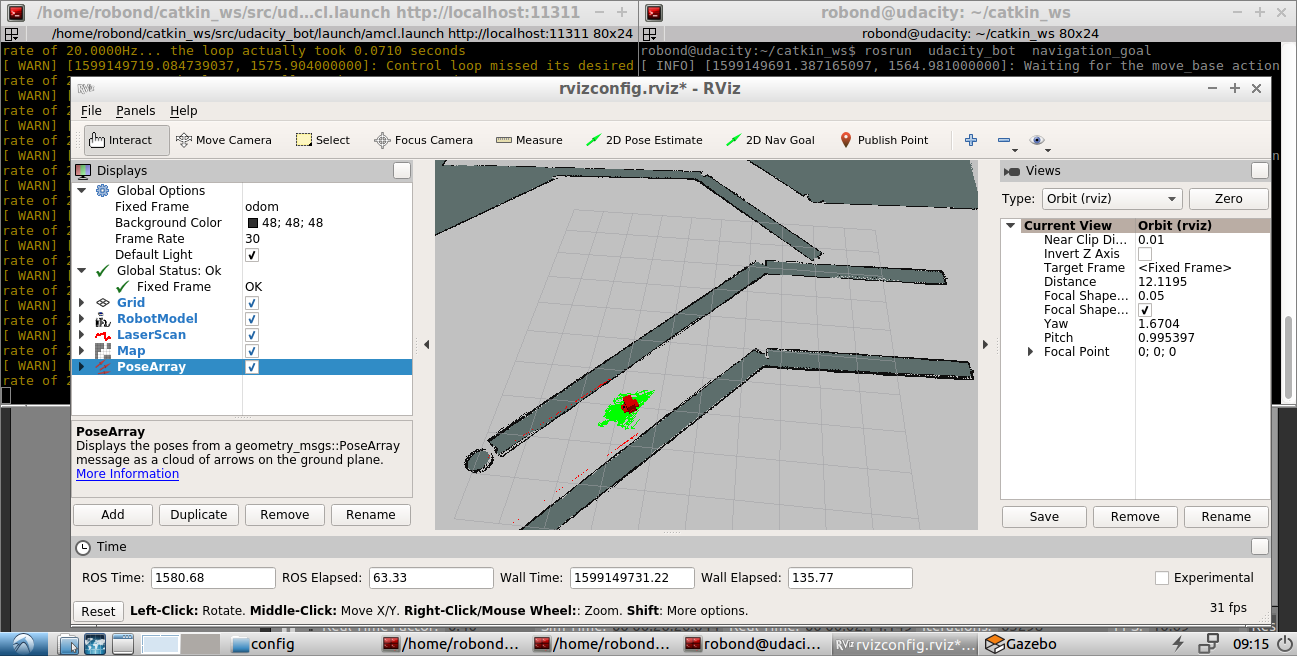 /home/robond/catkin_ws/src/ud...cl.launch http://localhost:11311
robond@udacity: ~/catkin_ws
/home/robond/catkin_ws/src/udacity_bot/launch/amcl.launch http://localhost:11311 80x24
robond@udacity: ~/catkin_ws 80x24
rate of 20.0000Hz... the loop actually took 0.0710 seconds
[ WARN] [1599149719.084739037, 1575.904000000]: Control loop missed its desired
rate of 2
[ WARN] [
rate of 2
[ WARN] [
rate of 2
[ WARN] [
rate of 2
[ WARN] [
rate of 2
[ WARN] [
rate of 2
[ WARN] [
rate of 2
[ WARN] [
rate of 2
[ WARN] [
rate of 2
[ WARN] [
rate of 2
[ WARN] [
rate of 2
robond@udacity:~/catkin_ws$ rosrun udacity_bot navigation_goal
[ INFO] [1599149691.387165097, 1564.981000000]: Waiting for the move_base action
rvizconfig.rviz* - RViz
File Panels Help
Interact Move Camera Select Focus Camera Measure 2D Pose Estimate 2D Nav Goal Publish Point
Displays
Global Options
Fixed Frame odom
Background Color 48; 48; 48
Frame Rate 30
Default Light
Global Status: Ok
Fixed Frame OK
Grid
RobotModel
LaserScan
Map
PoseArray
PoseArray
Displays the poses from a geometry_msgs::PoseArray
message as a cloud of arrows on the ground plane.
More Information
Add Duplicate Remove Rename
Views
Type: Orbit (rviz) Zero
Current View Orbit (rviz)
Near Clip Di... 0.01
Invert Z Axis
Target Frame <Fixed Frame>
Distance 12.1195
Focal Shape... 0.05
Focal Shape...
Yaw 1.6704
Pitch 0.995397
Focal Point 0; 0; 0
Save Remove Rename
Time
ROS Time: 1580.68 ROS Elapsed: 63.33 Wall Time: 1599149731.22 Wall Elapsed: 135.77 Experimental
Reset Left-Click: Rotate. Middle-Click: Move X/Y. Right-Click/Mouse Wheel:: Zoom. Shift: More options. 31 fps
config /home/robond... /home/robond... robond@udaci... RViz rvizconfig.rviz*... Gazebo 09:15